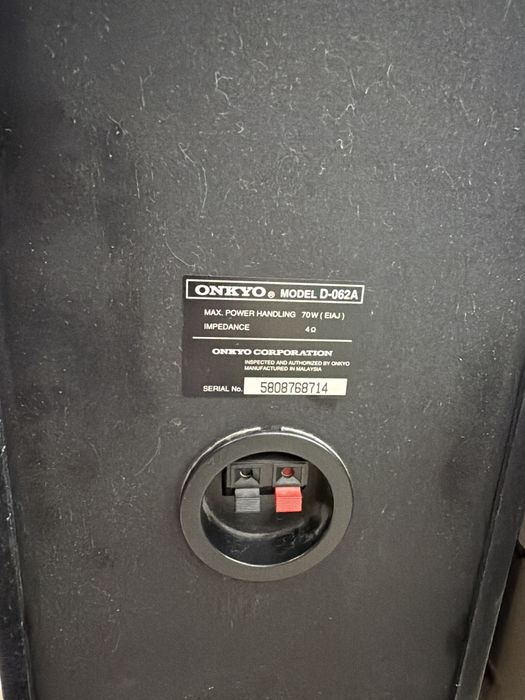 ONKYO® MODEL D-062A
MAX. POWER HANDLING 70W ( EIAJ )
IMPEDANCE 4Ω
ONKYO CORPORATION
INSPECTED AND AUTHORIZED BY ONKYO
MANUFACTURED IN MALAYSIA
SERIAL No. 5808768714